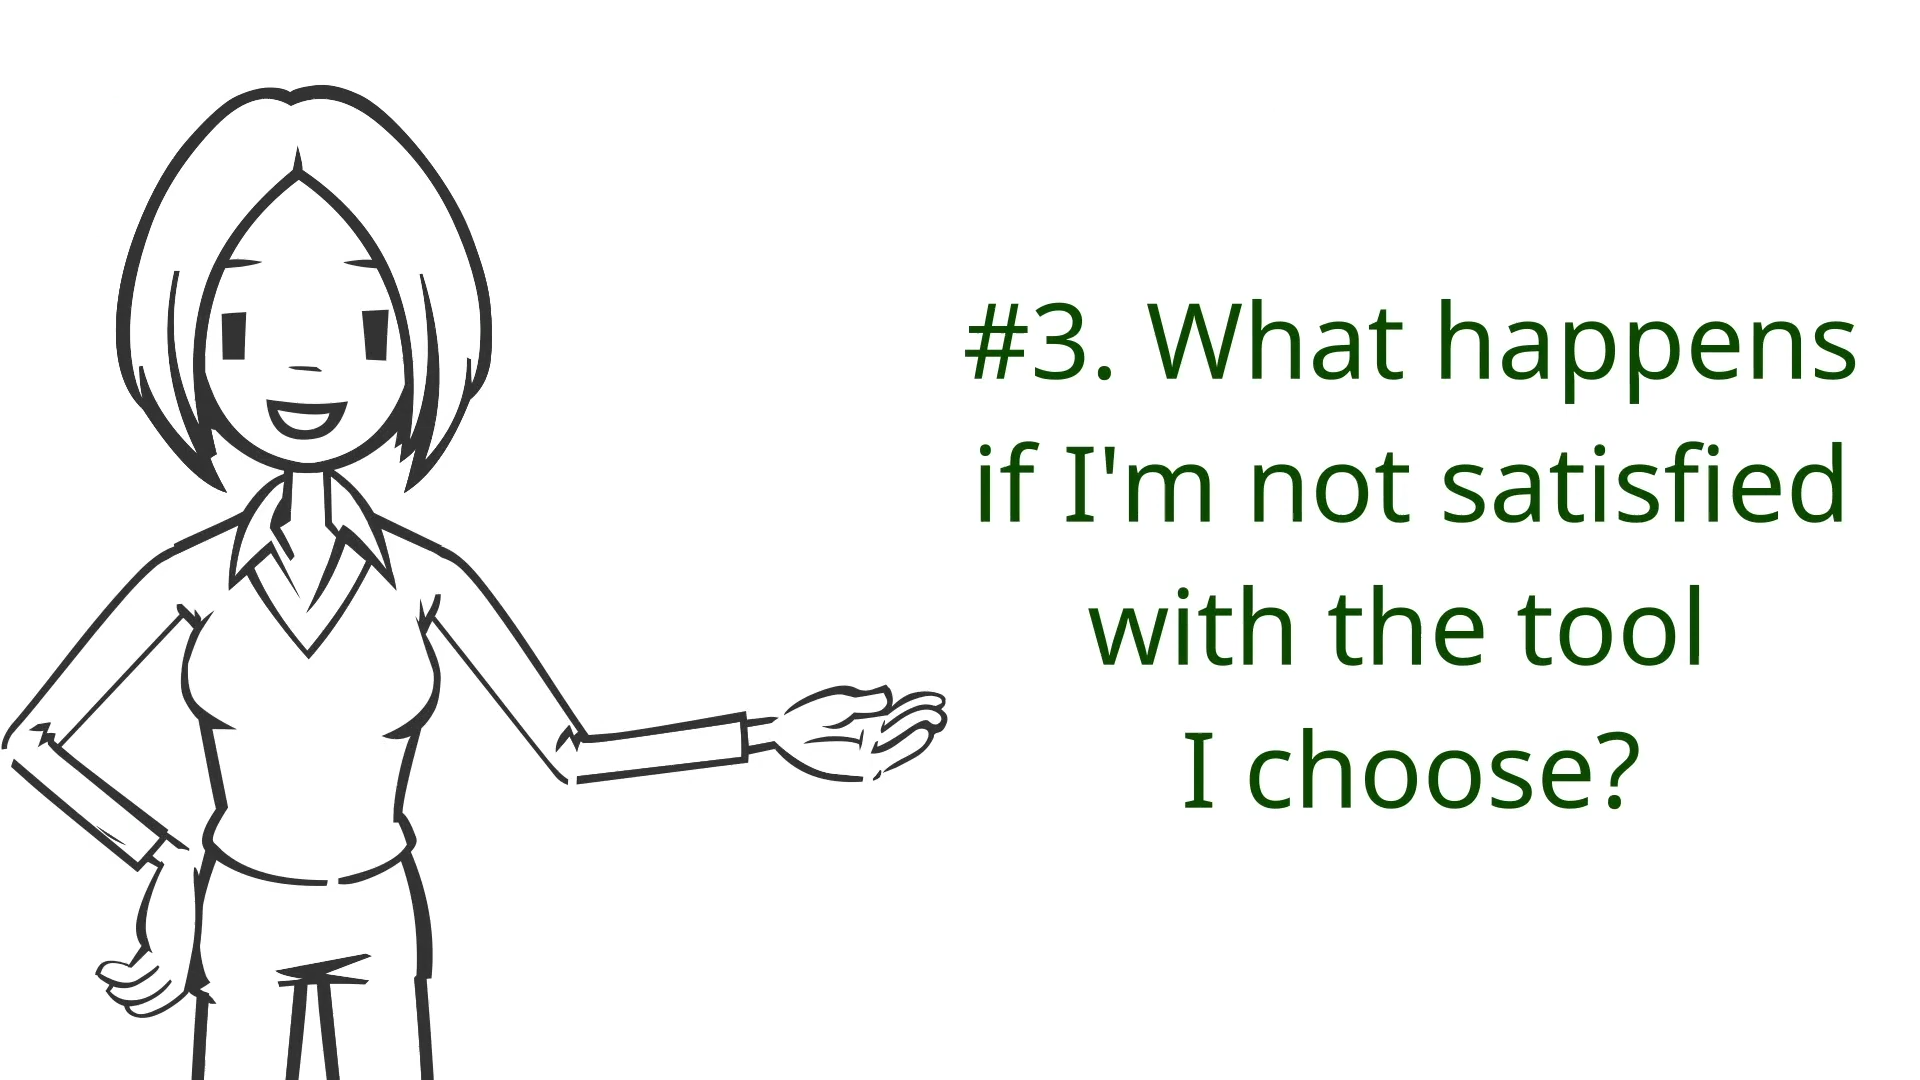 #3. What happens
if I'm not satisfied
with the tool
I choose?